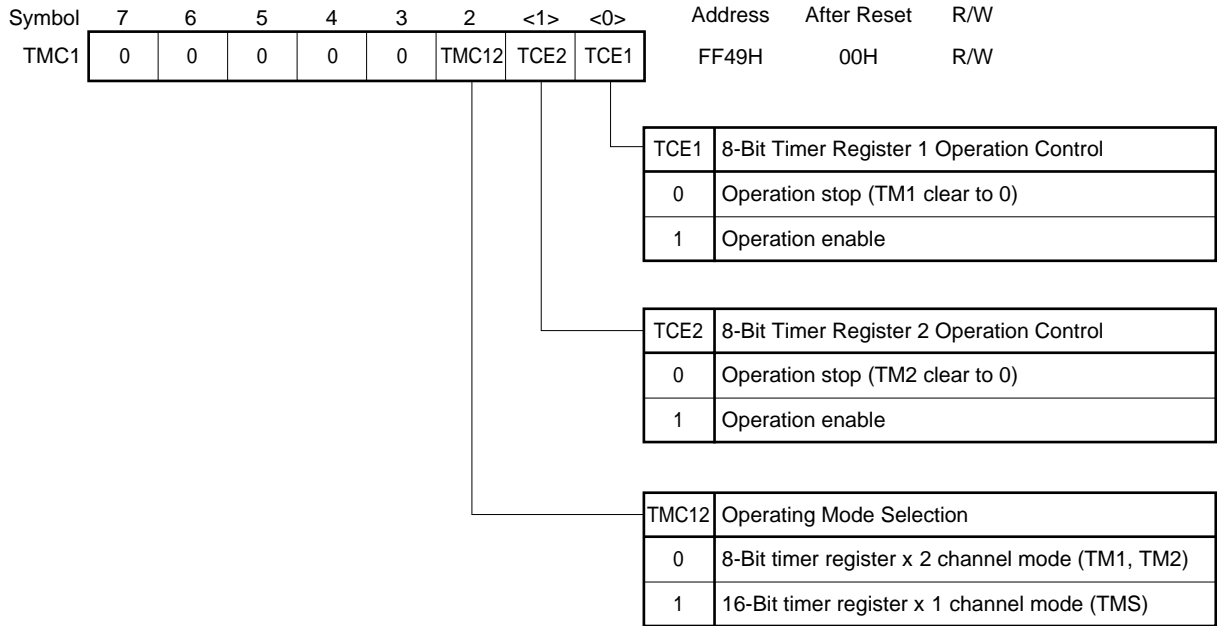 Symbol 7 6 5 4 3 2 <1> <0> Address After Reset R/W
TMC1 0 0 0 0 0 TMC12 TCE2 TCE1 FF49H 00H R/W
TCE1 8-Bit Timer Register 1 Operation Control
0 Operation stop (TM1 clear to 0)
1 Operation enable
TCE2 8-Bit Timer Register 2 Operation Control
0 Operation stop (TM2 clear to 0)
1 Operation enable
TMC12 Operating Mode Selection
0 8-Bit timer register x 2 channel mode (TM1, TM2)
1 16-Bit timer register x 1 channel mode (TMS)